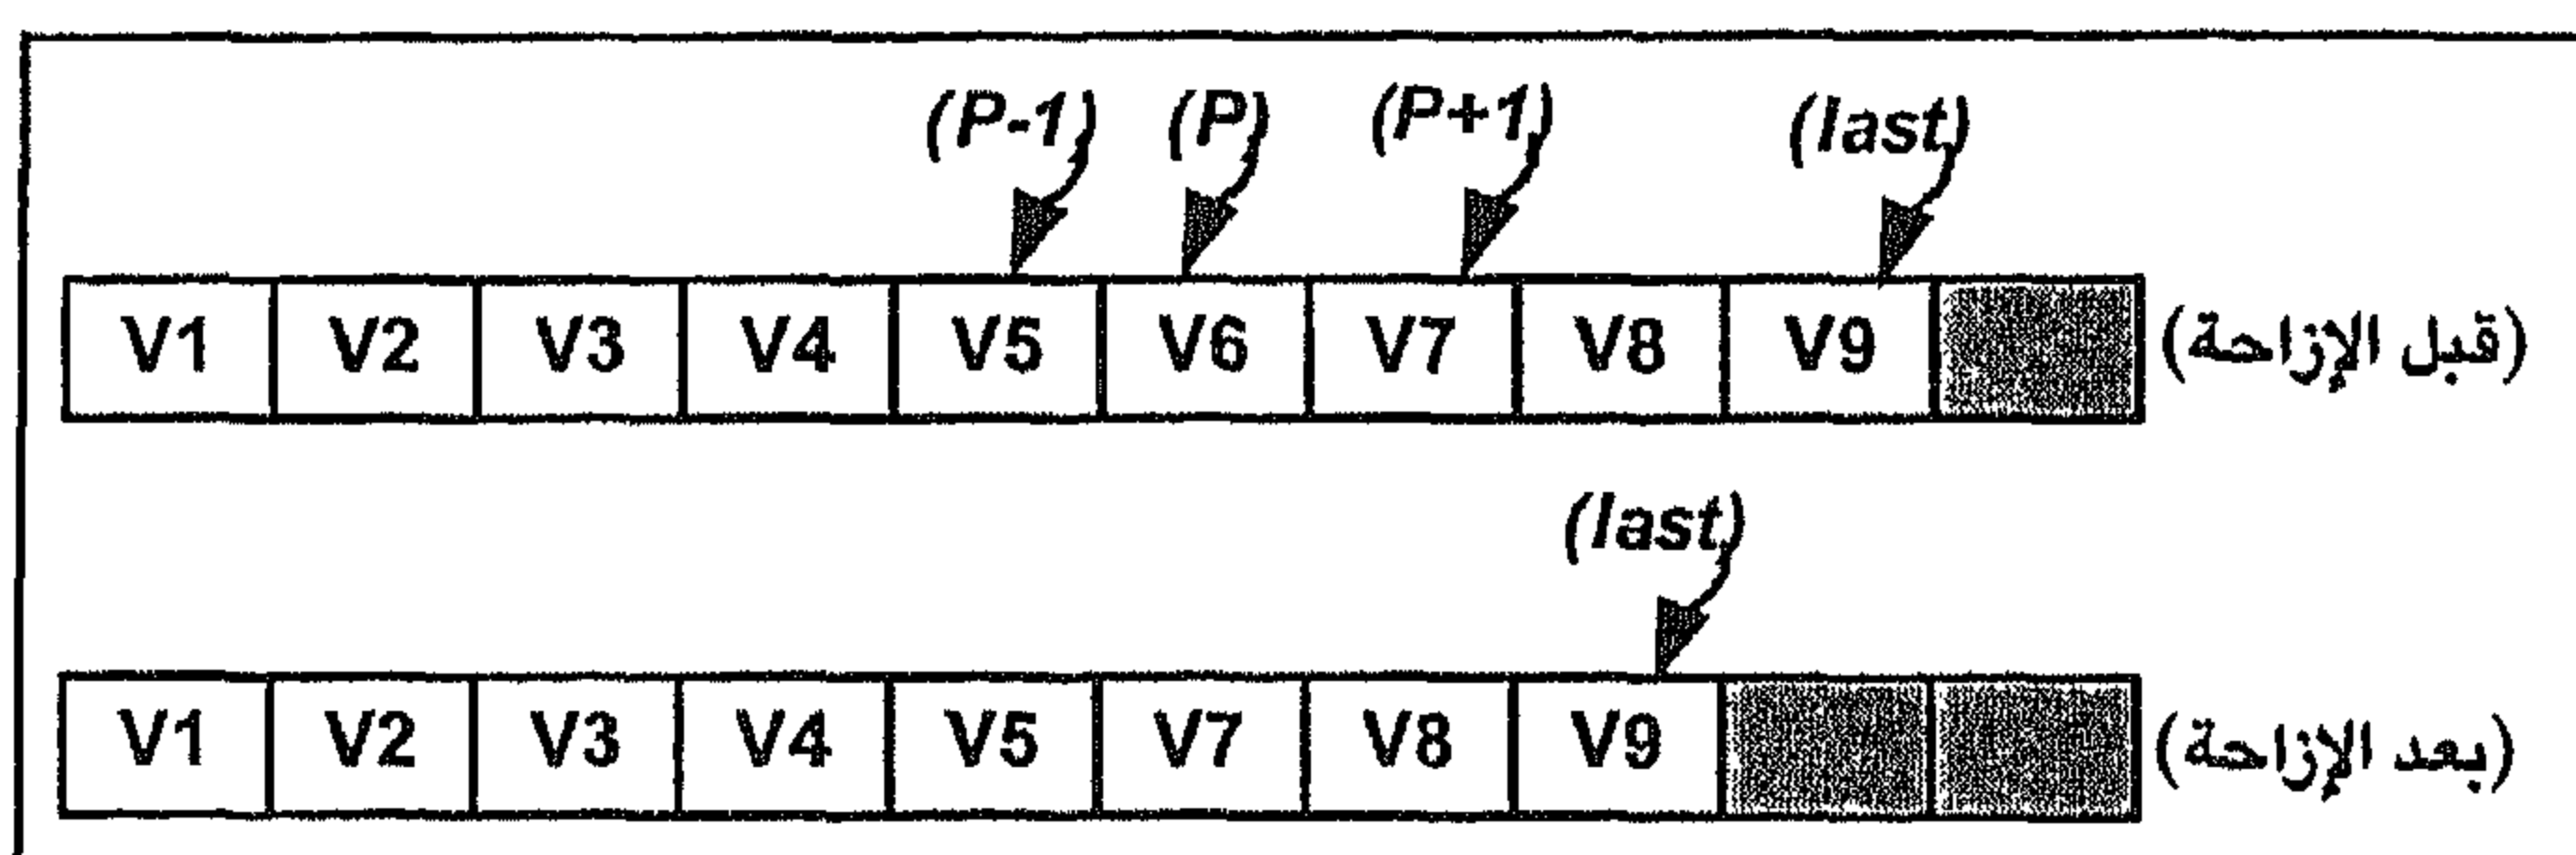 (P-1) (P) (P+1) (last)
V1 V2 V3 V4 V5 V6 V7 V8 V9 (قبل الإزاحة)
(last)
V1 V2 V3 V4 V5 V7 V8 V9 (بعد الإزاحة)